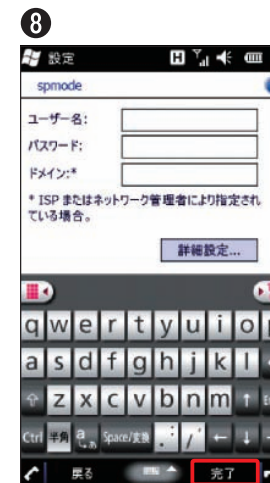 8
設定 H
spmode
ユーザー名:
パスワード:
ドメイン:*
* ISP またはネットワーク管理者により指定され
ている場合。
詳細設定...
q w e r t y u i o
a s d f g h j k l
z x c v b n m
Ctrl 半角 Space/変換 . : / '
戻る 完了